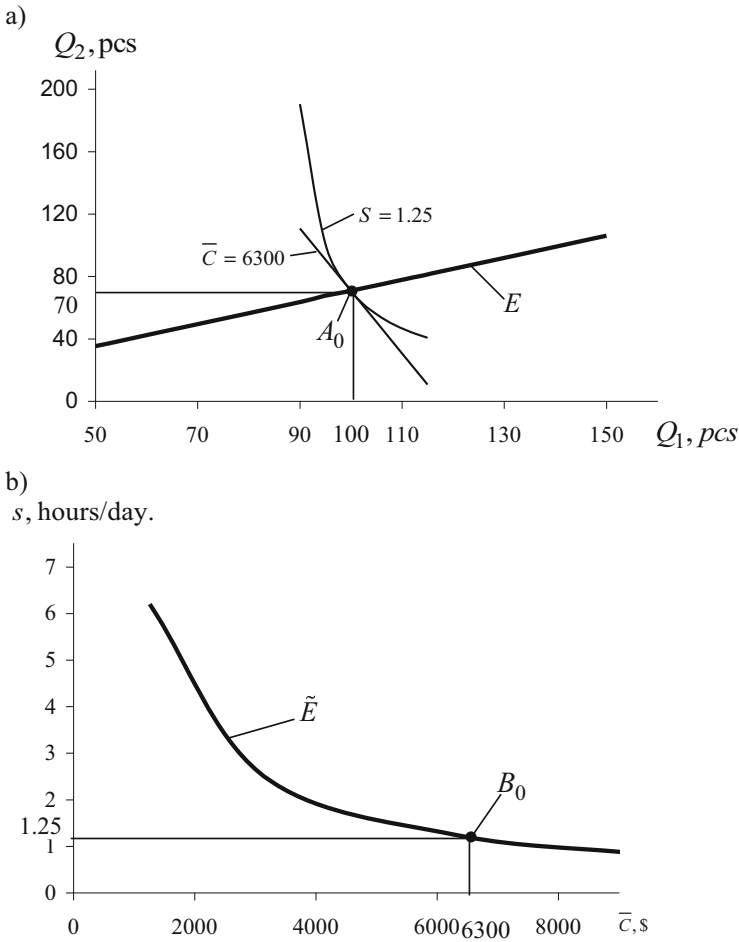 a)
Q₂, pcs
200
160
120
S = 1.25
C̄ = 6300
80
70
E
A₀
40
0
50 70 90 100 110 130 150 Q₁, pcs
b)
s, hours/day.
7
6
5
Ẽ
4
3
B₀
2
1.25
1
0
0 2000 4000 6000 6300 8000 C̄, $